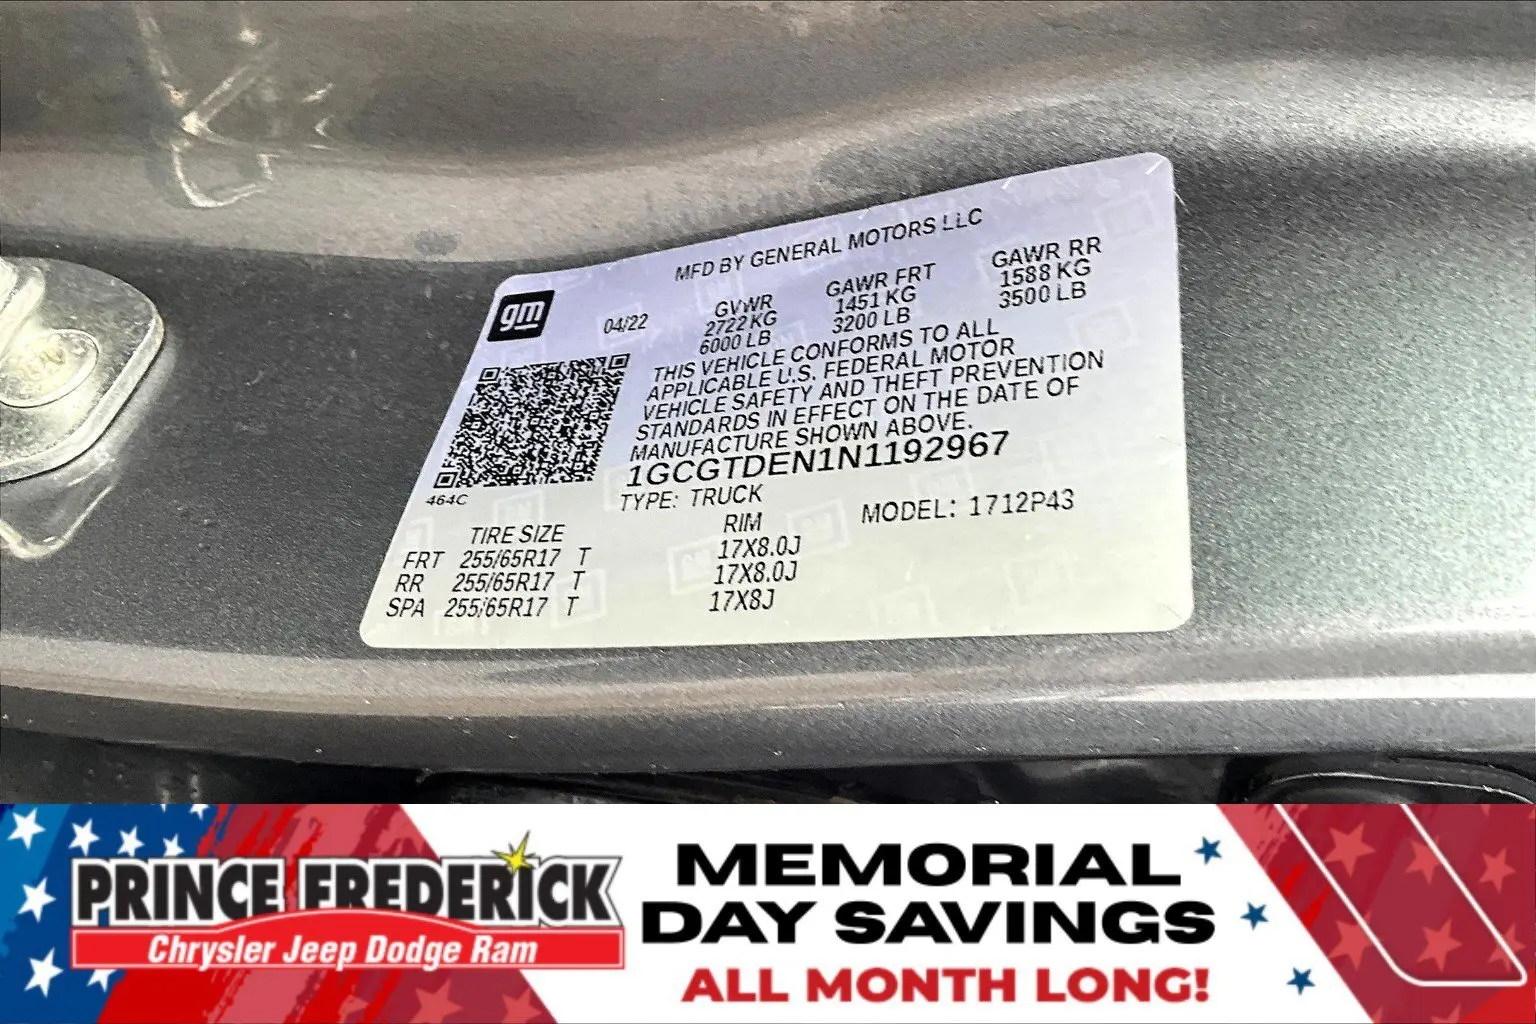 MFD BY GENERAL MOTORS LLC
gm
04/22
GVWR GAWR FRT GAWR RR
2722 KG 1451 KG 1588 KG
6000 LB 3200 LB 3500 LB
THIS VEHICLE CONFORMS TO ALL
APPLICABLE U.S. FEDERAL MOTOR
VEHICLE SAFETY AND THEFT PREVENTION
STANDARDS IN EFFECT ON THE DATE OF
MANUFACTURE SHOWN ABOVE.
1GCGTDEN1N1192967
464C
TYPE: TRUCK
MODEL: 1712P43
TIRE SIZE RIM
FRT 255/65R17 T 17X8.0J
RR 255/65R17 T 17X8.0J
SPA 255/65R17 T 17X8J
PRINCE FREDERICK
Chrysler Jeep Dodge Ram
MEMORIAL
DAY SAVINGS
ALL MONTH LONG!